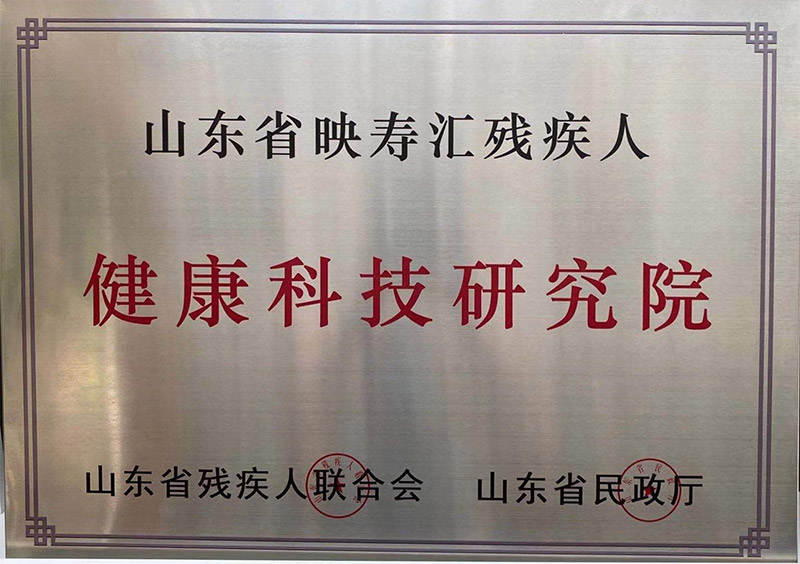 山东省映寿汇残疾人
健康科技研究院
山东省残疾人联合会 山东省民政厅